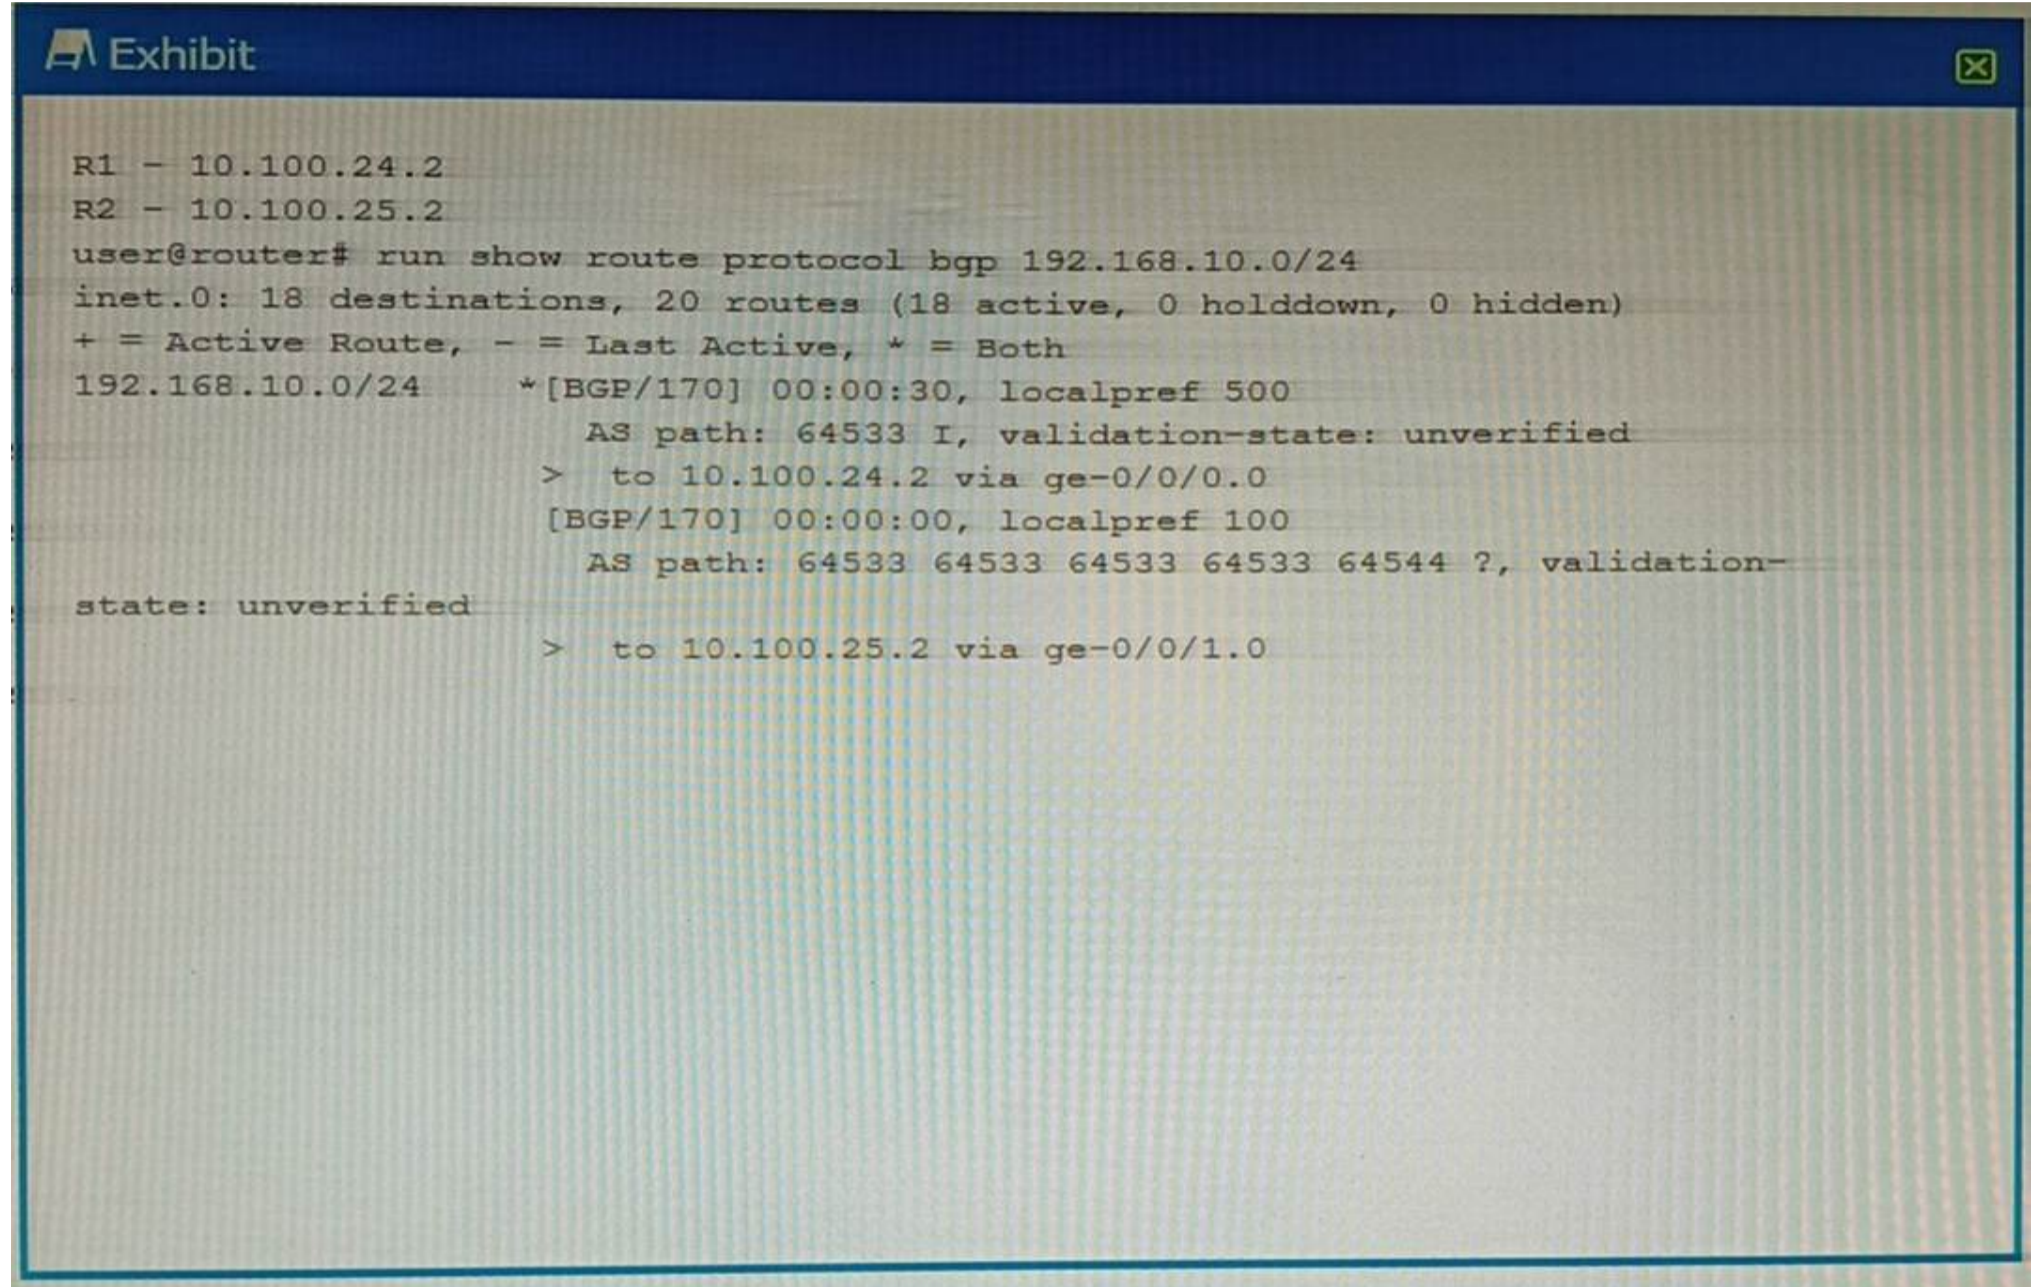 Exhibit
R1 - 10.100.24.2
R2 - 10.100.25.2
user@router# run show route protocol bgp 192.168.10.0/24
inet.0: 18 destinations, 20 routes (18 active, 0 holddown, 0 hidden)
+ = Active Route, - = Last Active, * = Both
192.168.10.0/24 *[BGP/170] 00:00:30, localpref 500
AS path: 64533 I, validation-state: unverified
> to 10.100.24.2 via ge-0/0/0.0
[BGP/170] 00:00:00, localpref 100
AS path: 64533 64533 64533 64533 64544 ?, validation-
state: unverified
> to 10.100.25.2 via ge-0/0/1.0